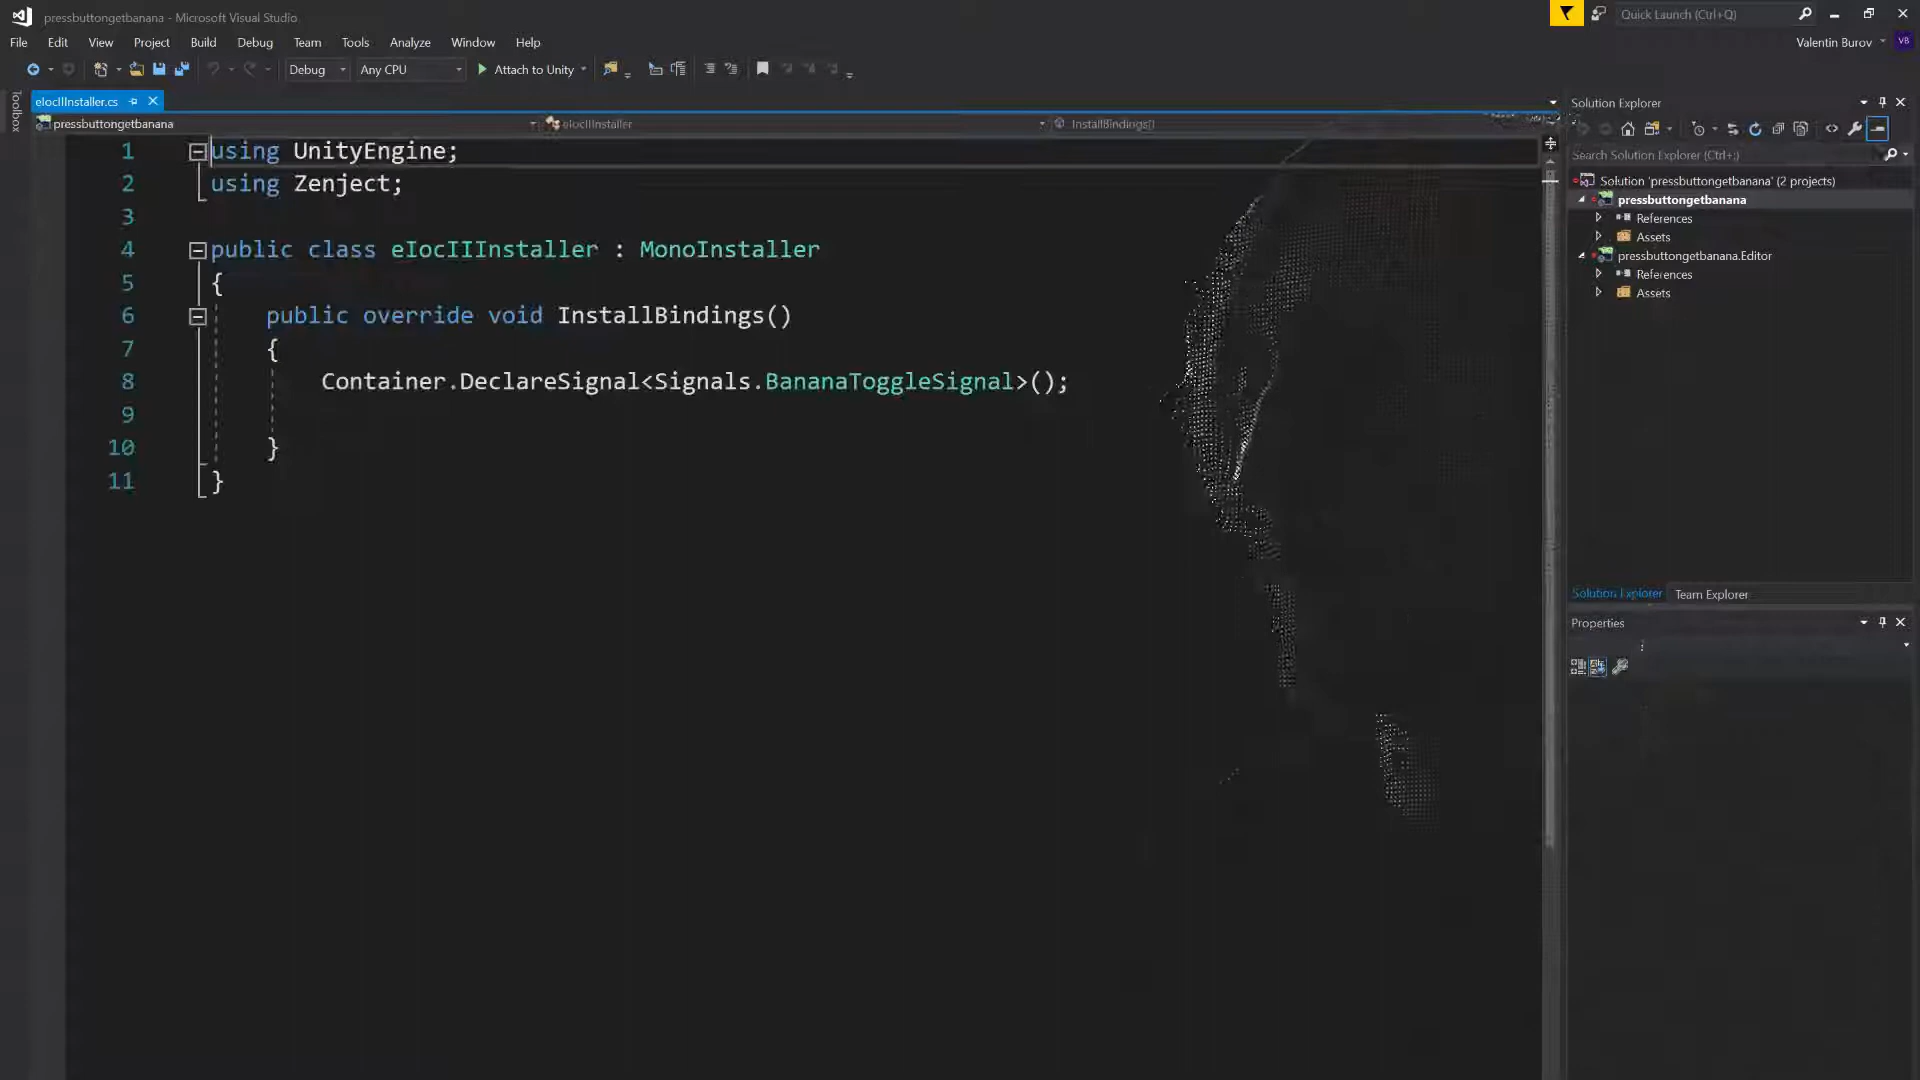 pressbuttongetbanana - Microsoft Visual Studio
Quick Launch (Ctrl+Q)
File Edit View Project Build Debug Team Tools Analyze Window Help
Valentin Burov VB
Debug Any CPU Attach to Unity
Toolbox
eIocIIInstaller.cs
Solution Explorer
pressbuttongetbanana eIocIIInstaller InstallBindings()
Search Solution Explorer (Ctrl+;)
1 using UnityEngine;
2 using Zenject;
3
4 public class eIocIIInstaller : MonoInstaller
5 {
6 public override void InstallBindings()
7 {
8 Container.DeclareSignal<Signals.BananaToggleSignal>();
9
10 }
11 }
Solution 'pressbuttongetbanana' (2 projects)
pressbuttongetbanana
References
Assets
pressbuttongetbanana.Editor
References
Assets
Solution Explorer Team Explorer
Properties